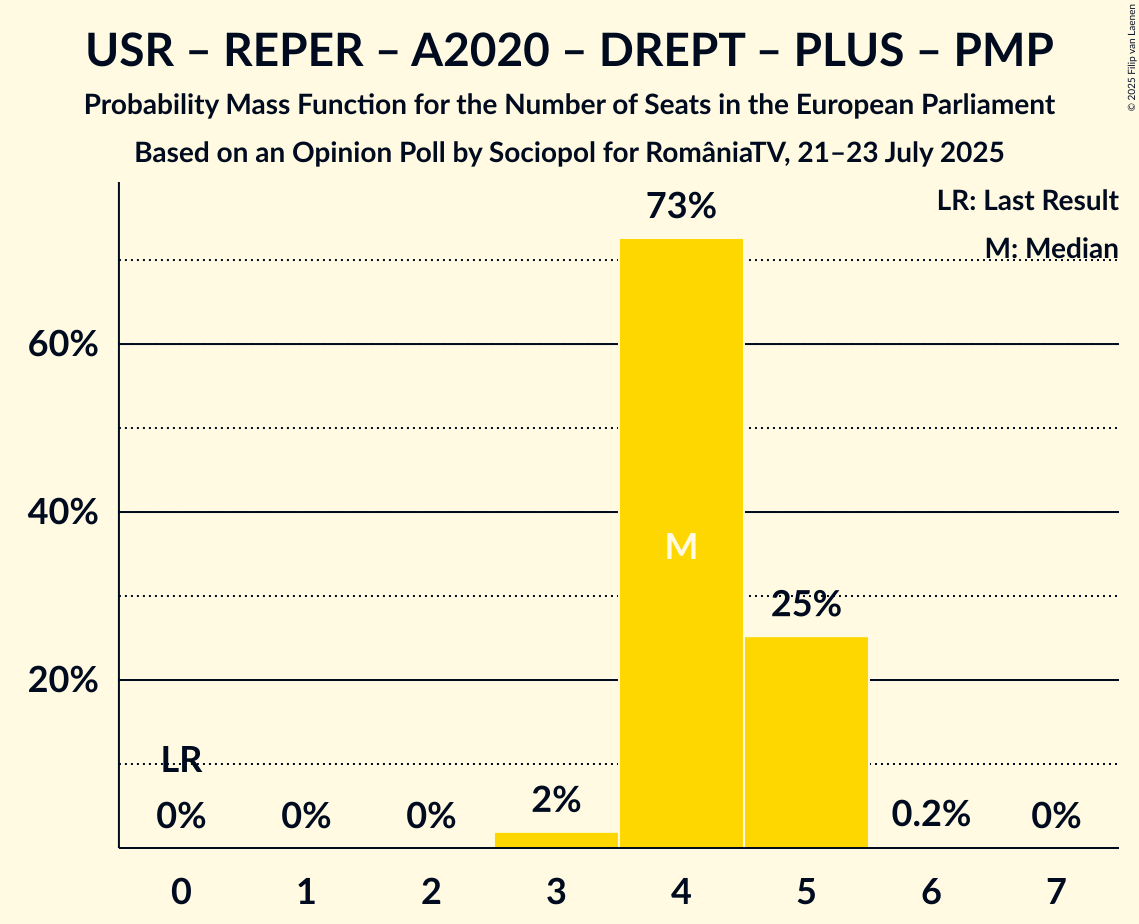 USR – REPER – A2020 – DREPT – PLUS – PMP
Probability Mass Function for the Number of Seats in the European Parliament
Based on an Opinion Poll by Sociopol for RomâniaTV, 21–23 July 2025
© 2025 Filip van Laenen
LR: Last Result
M: Median
73%
60%
40%
M
25%
20%
LR
0%
0%
0%
2%
0.2%
0%
0 1 2 3 4 5 6 7